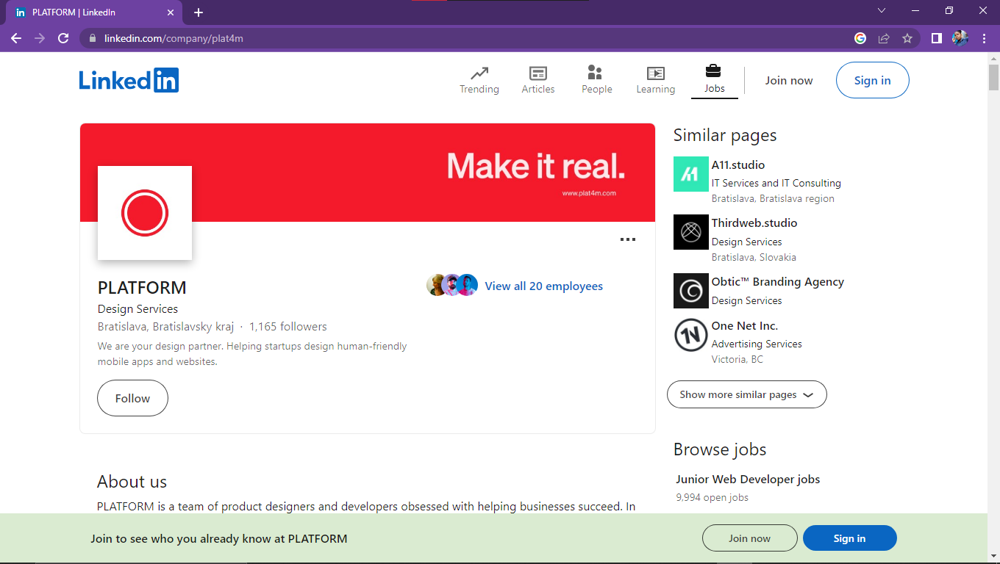 PLATFORM | LinkedIn
linkedin.com/company/plat4m
Linked in
Trending
Articles
People
Learning
Jobs
Join now
Sign in
Make it real.
www.plat4m.com
PLATFORM
Design Services
Bratislava, Bratislavsky kraj · 1,165 followers
We are your design partner. Helping startups design human-friendly
mobile apps and websites.
View all 20 employees
Follow
About us
PLATFORM is a team of product designers and developers obsessed with helping businesses succeed. In
Similar pages
A11.studio
IT Services and IT Consulting
Bratislava, Bratislava region
Thirdweb.studio
Design Services
Bratislava, Slovakia
Obtic™ Branding Agency
Design Services
One Net Inc.
Advertising Services
Victoria, BC
Show more similar pages
Browse jobs
Junior Web Developer jobs
9,994 open jobs
Join to see who you already know at PLATFORM
Join now
Sign in